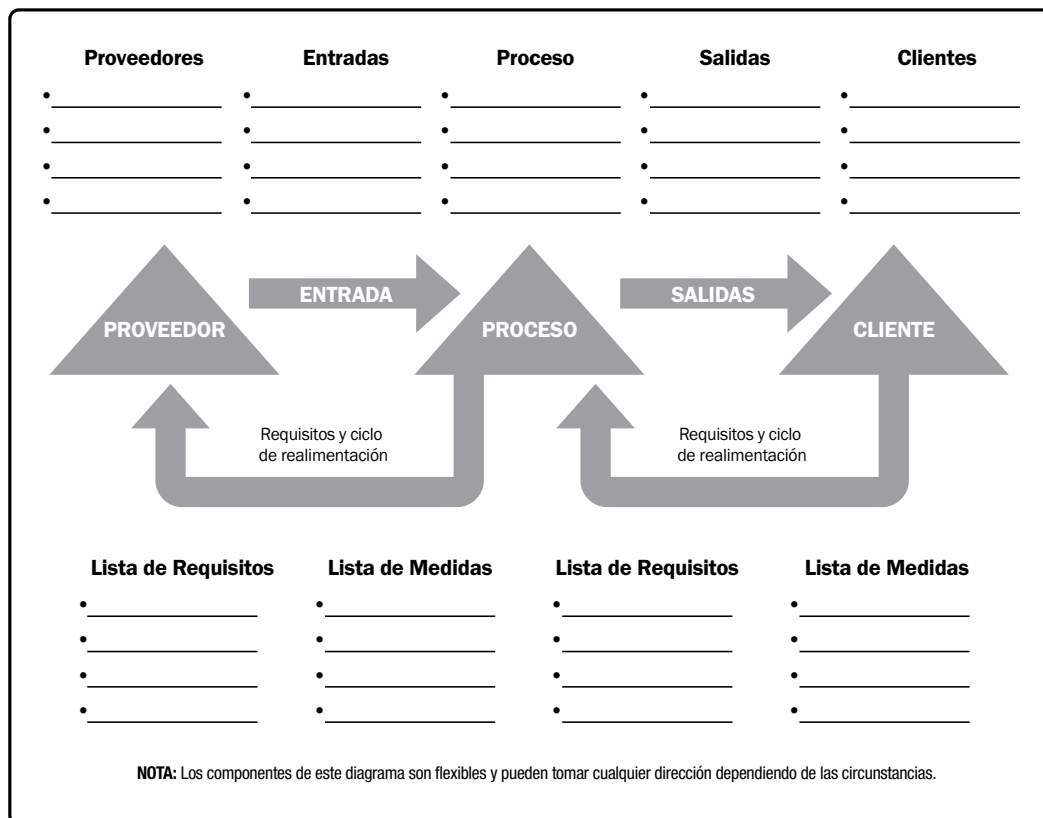 Proveedores Entradas Proceso Salidas Clientes
ENTRADA SALIDAS
PROVEEDOR PROCESO CLIENTE
Requisitos y ciclo
de realimentación
Requisitos y ciclo
de realimentación
Lista de Requisitos Lista de Medidas Lista de Requisitos Lista de Medidas
NOTA: Los componentes de este diagrama son flexibles y pueden tomar cualquier dirección dependiendo de las circunstancias.